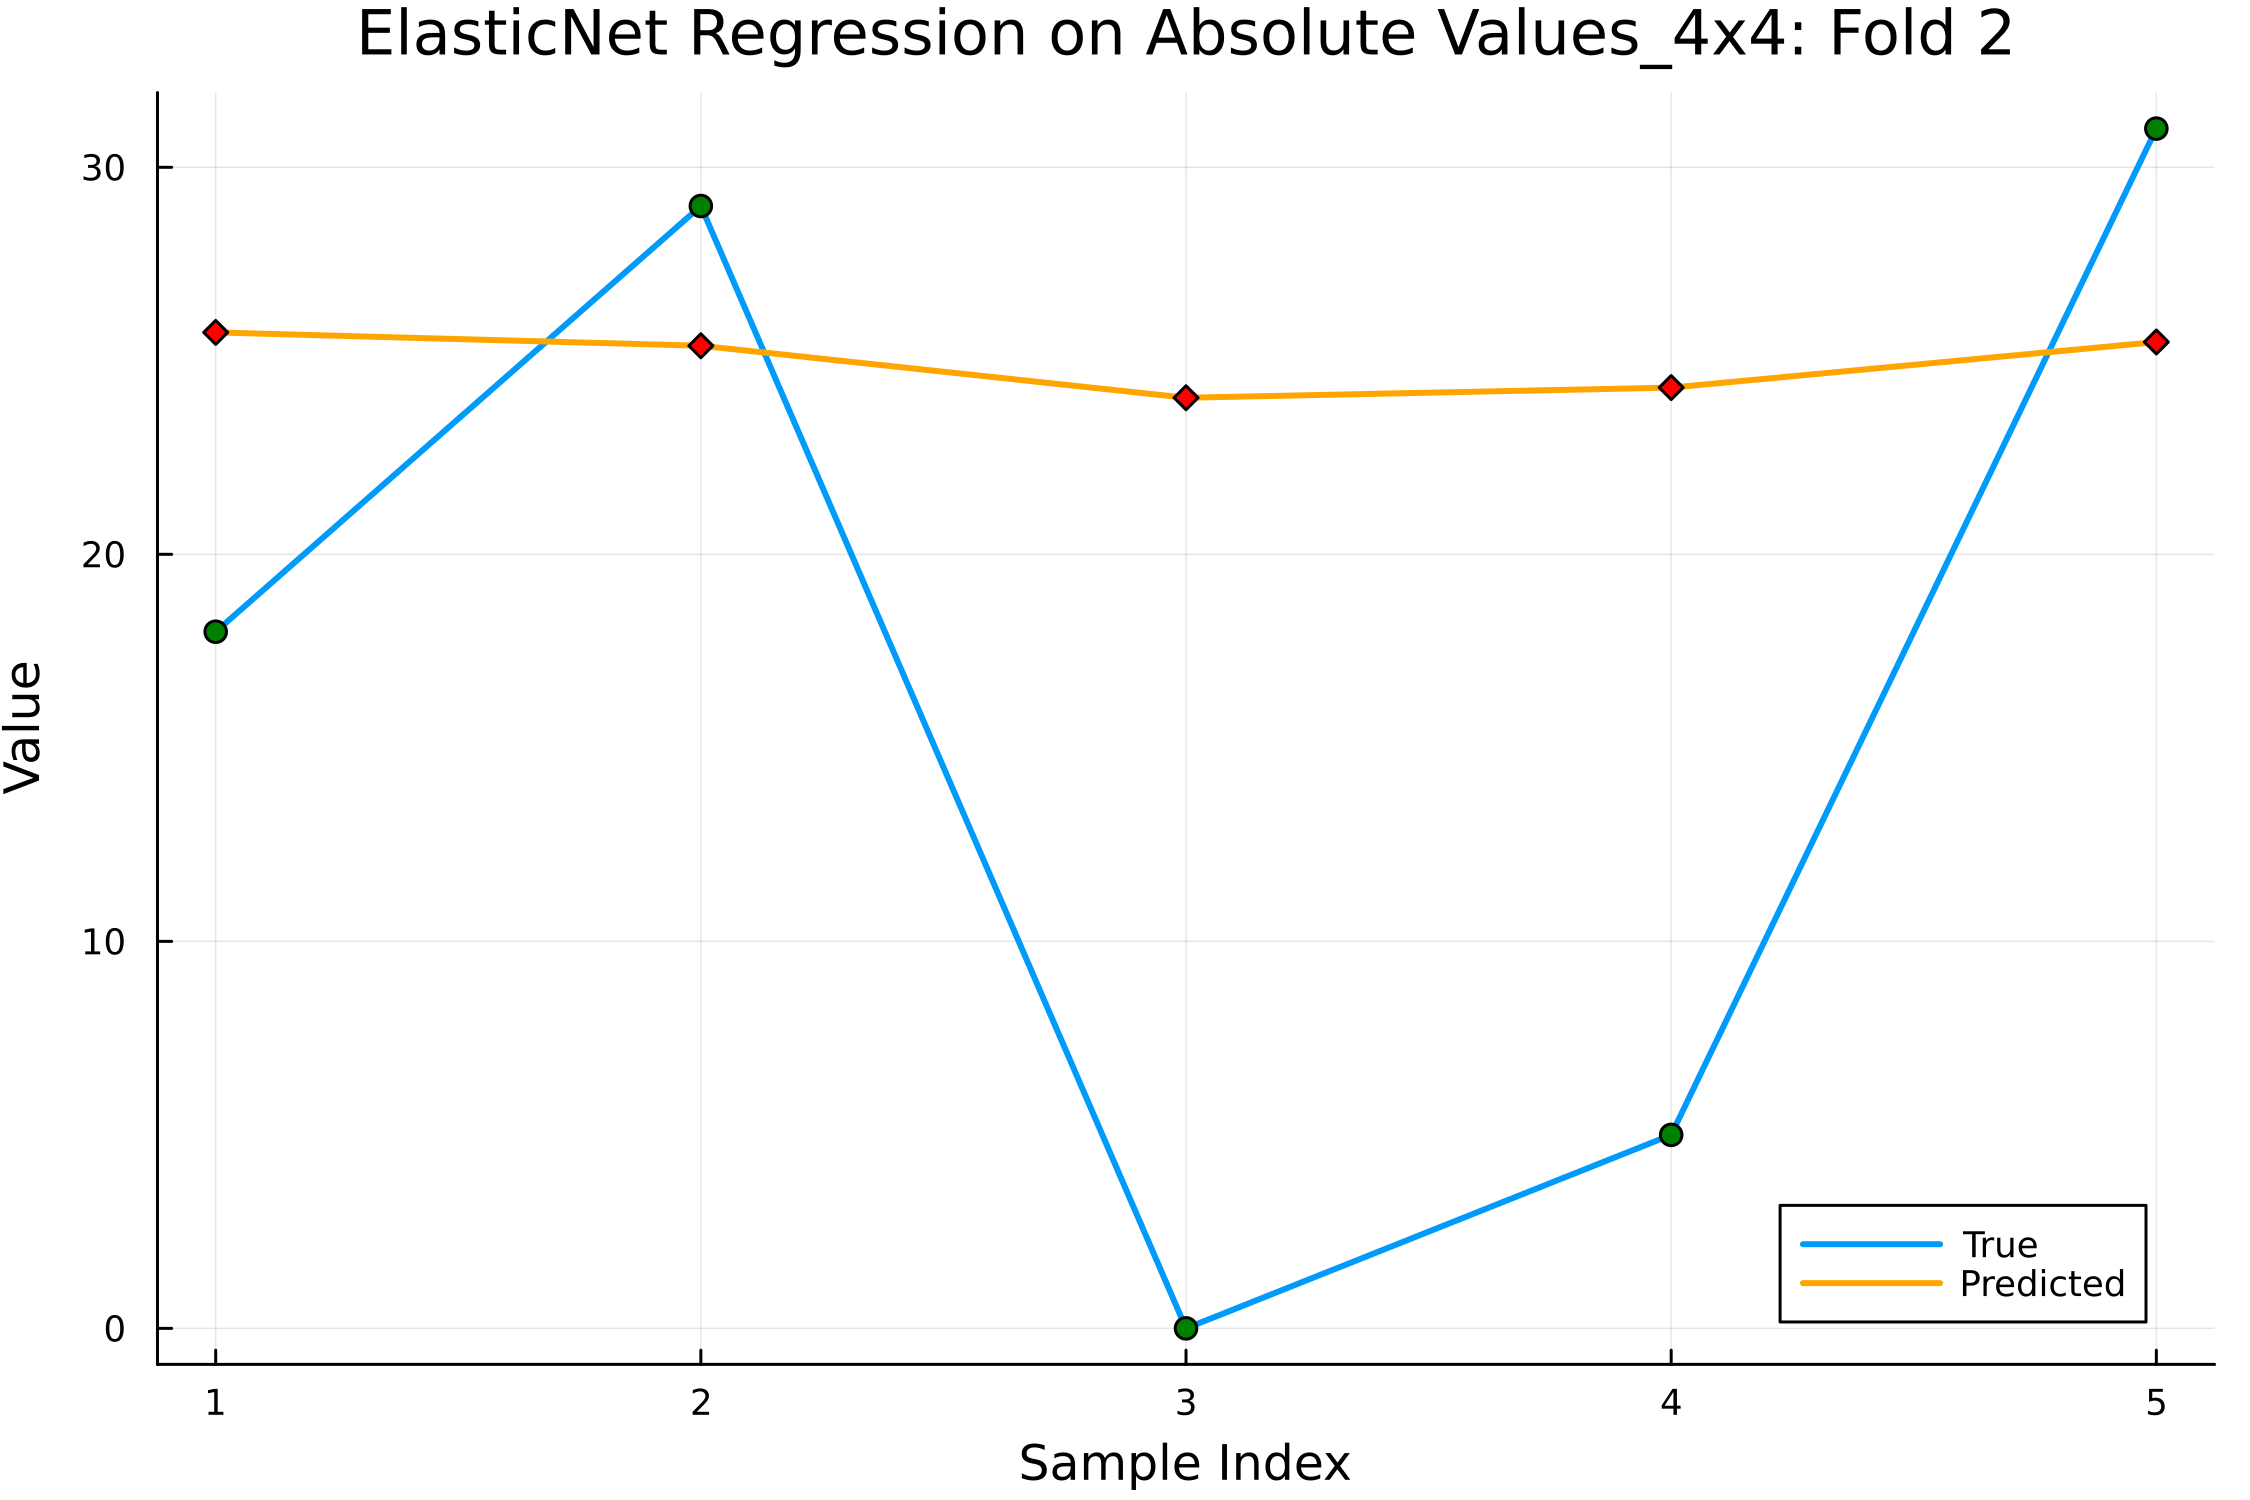 ElasticNet Regression on Absolute Values_4x4: Fold 2
30
20
10
0
Value
1 2 3 4 5
Sample Index
True
Predicted